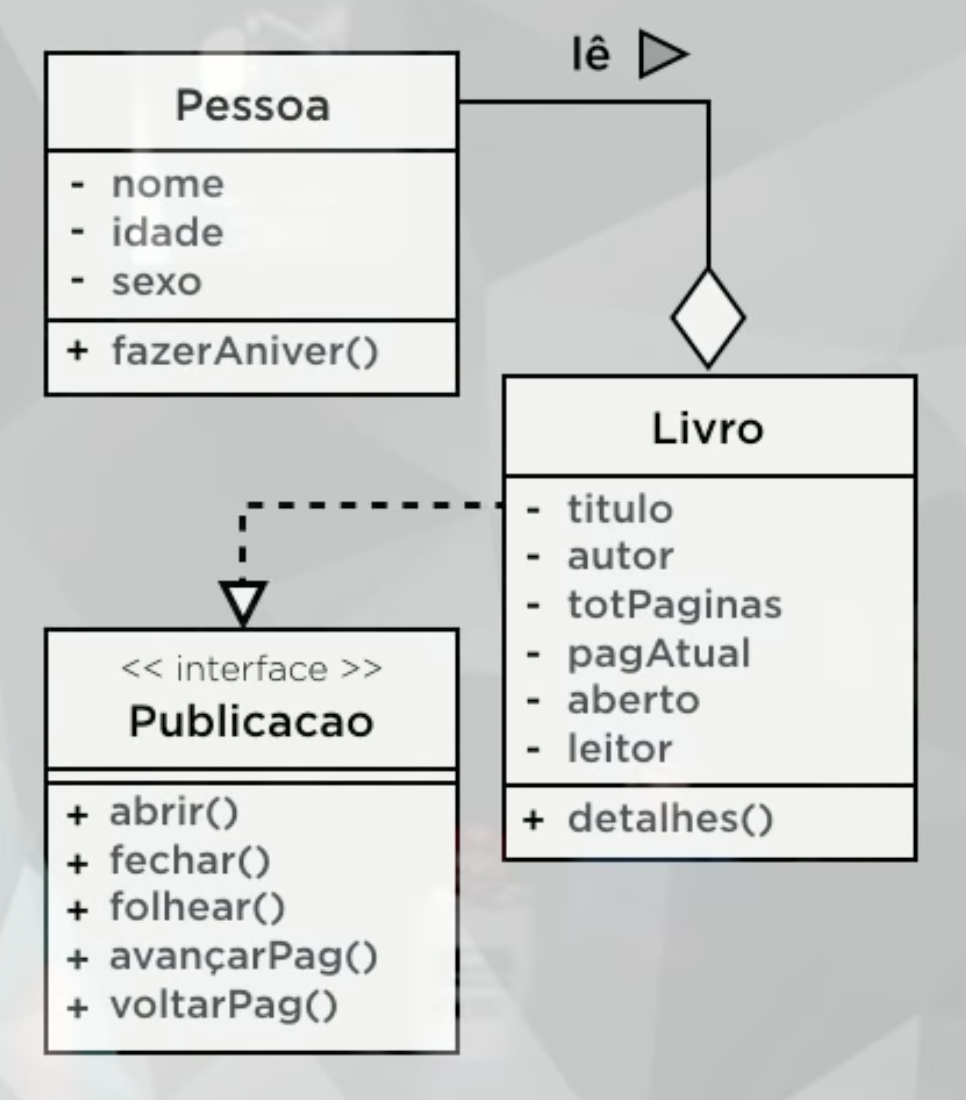 lê
Pessoa
- nome
- idade
- sexo
+ fazerAniver()
Livro
- titulo
- autor
- totPaginas
- pagAtual
- aberto
- leitor
+ detalhes()
<< interface >>
Publicacao
+ abrir()
+ fechar()
+ folhear()
+ avançarPag()
+ voltarPag()